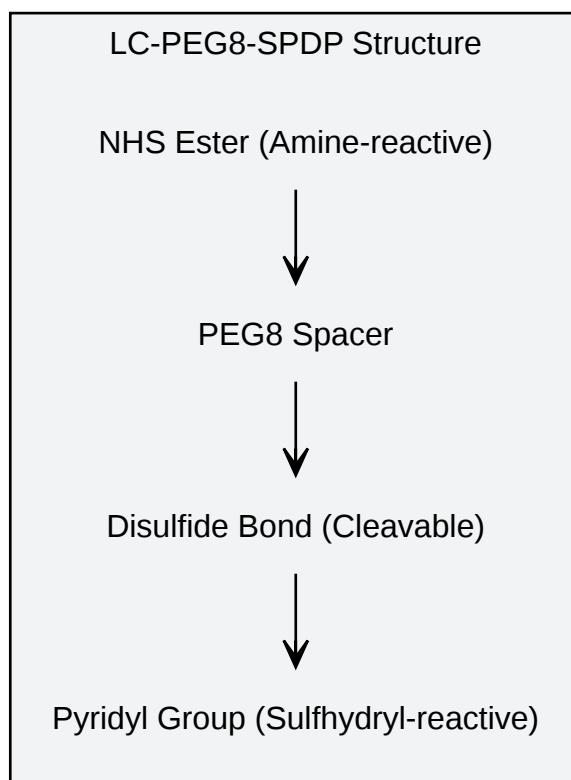 LC-PEG8-SPDP Structure
NHS Ester (Amine-reactive)
PEG8 Spacer
Disulfide Bond (Cleavable)
Pyridyl Group (Sulfhydryl-reactive)